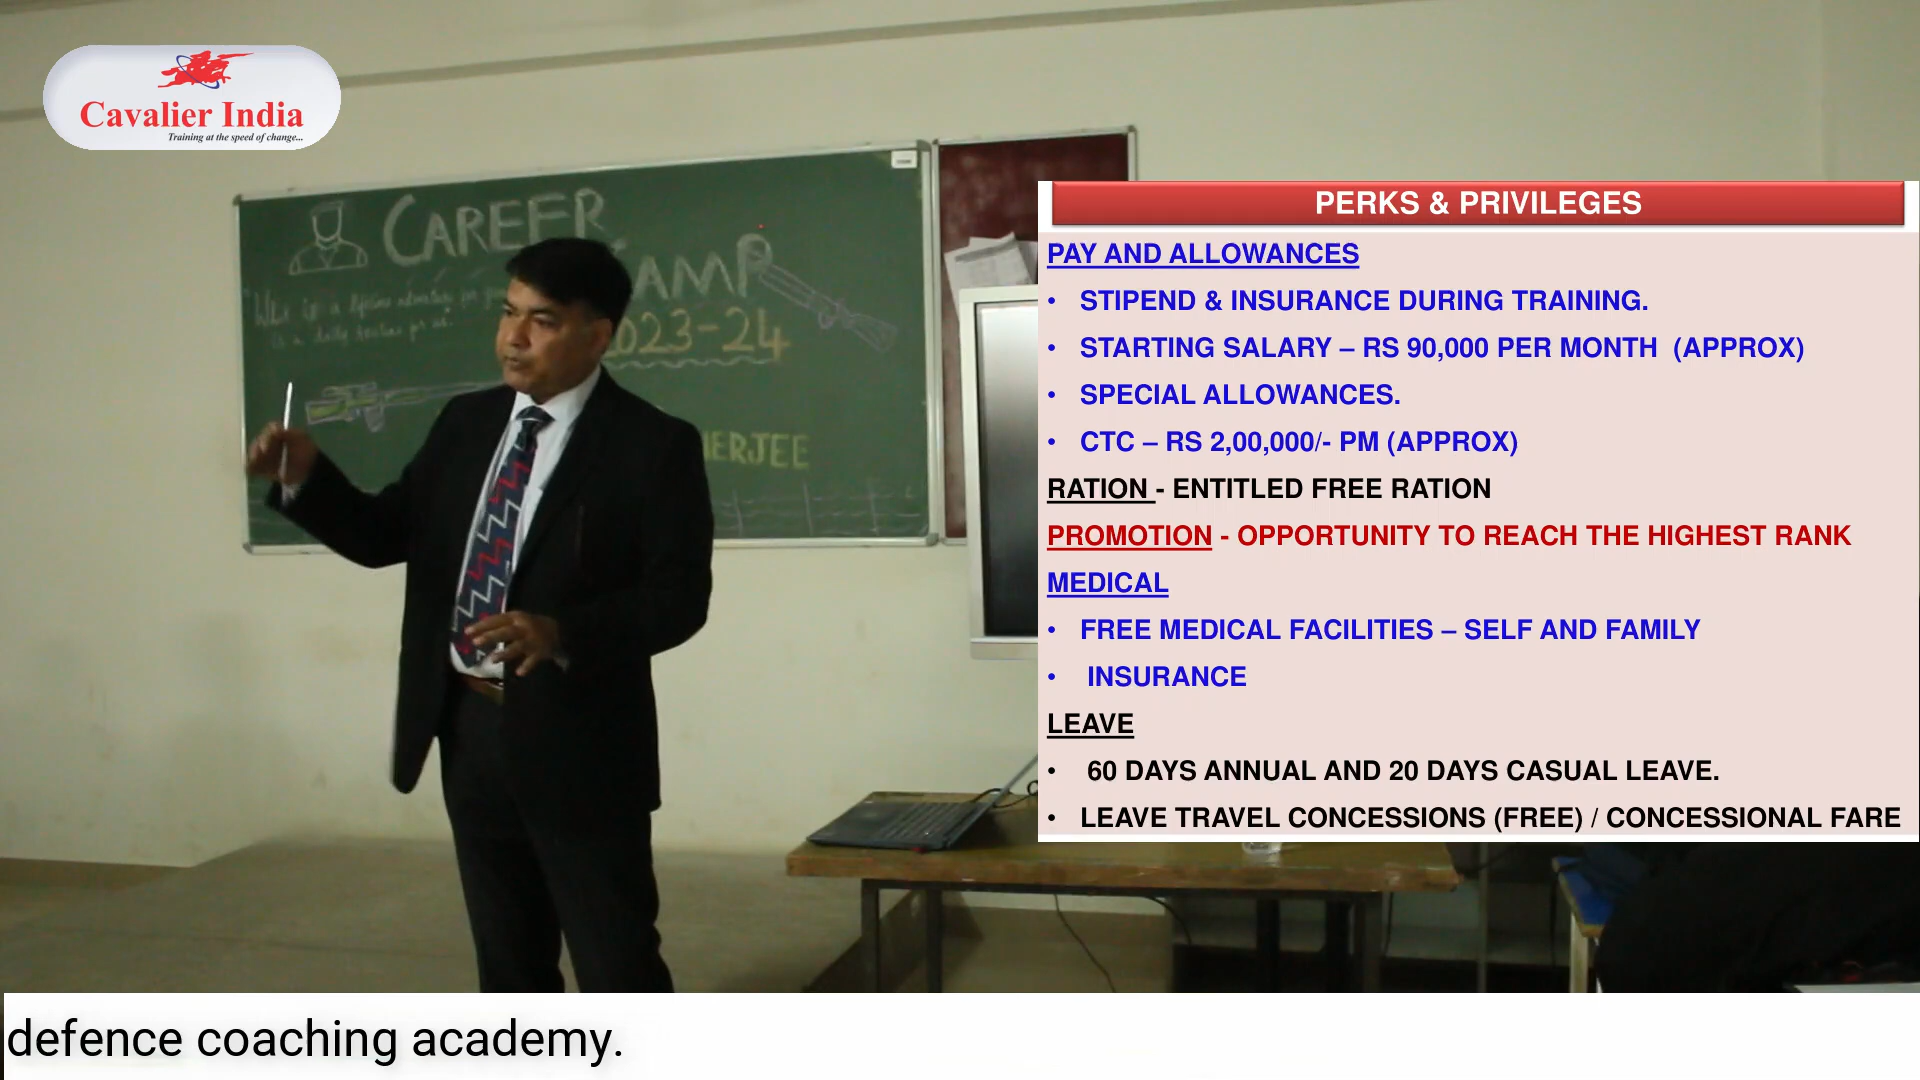 Cavalier India
Training at the speed of change...
CAREER
AMP
2023-24
ERJEE
PERKS & PRIVILEGES
PAY AND ALLOWANCES
• STIPEND & INSURANCE DURING TRAINING.
• STARTING SALARY – RS 90,000 PER MONTH (APPROX)
• SPECIAL ALLOWANCES.
• CTC – RS 2,00,000/- PM (APPROX)
RATION - ENTITLED FREE RATION
PROMOTION - OPPORTUNITY TO REACH THE HIGHEST RANK
MEDICAL
• FREE MEDICAL FACILITIES – SELF AND FAMILY
• INSURANCE
LEAVE
• 60 DAYS ANNUAL AND 20 DAYS CASUAL LEAVE.
• LEAVE TRAVEL CONCESSIONS (FREE) / CONCESSIONAL FARE
defence coaching academy.